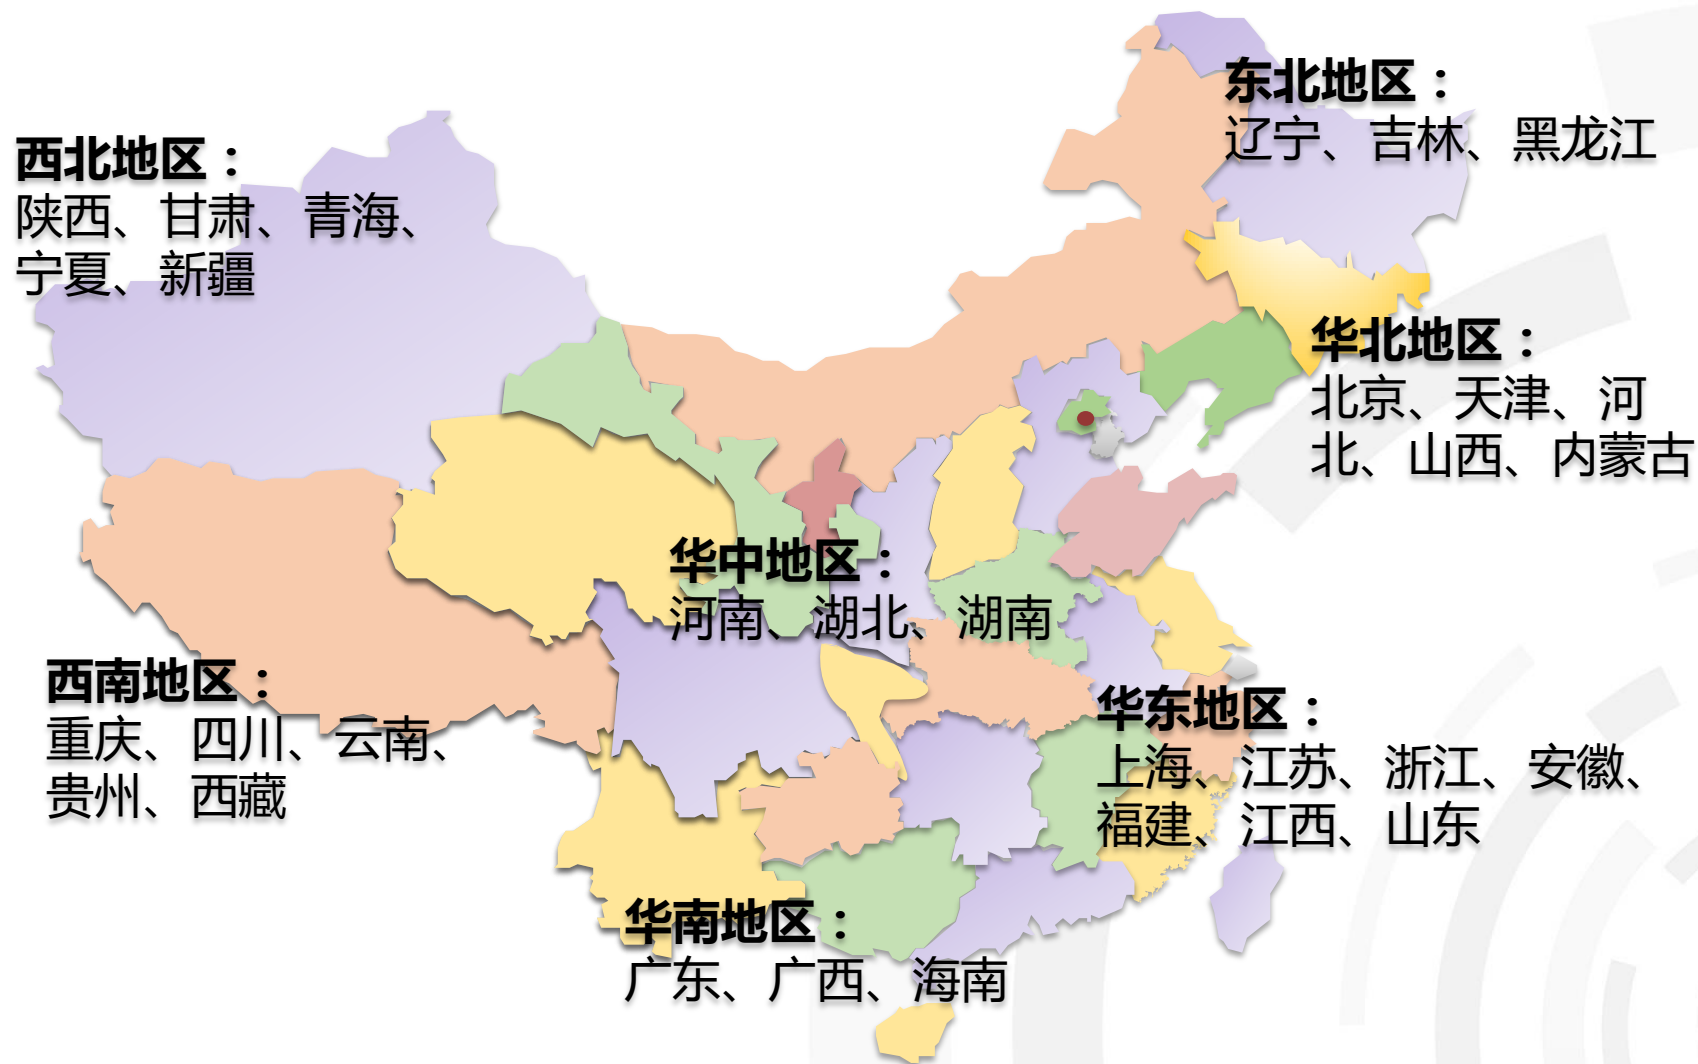 东北地区：
辽宁、吉林、黑龙江
西北地区：
陕西、甘肃、青海、
宁夏、新疆
华北地区：
北京、天津、河
北、山西、内蒙古
华中地区：
河南、湖北、湖南
西南地区：
重庆、四川、云南、
贵州、西藏
华东地区：
上海、江苏、浙江、安徽、
福建、江西、山东
华南地区：
广东、广西、海南